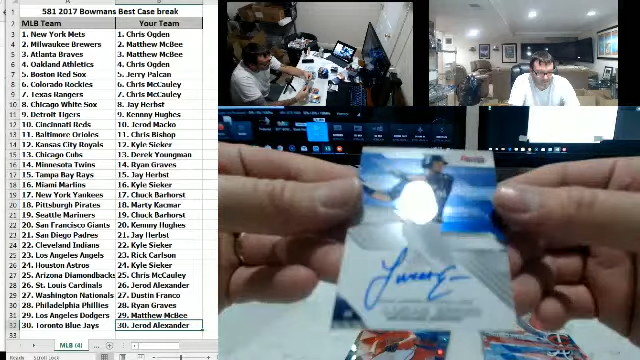 581 2017 Bowmans Best Case break
MLB Team Your Team
1. New York Mets 1. Chris Ogden
2. Milwaukee Brewers 2. Matthew McBee
3. Atlanta Braves 3. Matthew McBee
4. Oakland Athletics 4. Chris Ogden
5. Boston Red Sox 5. Jerry Palcan
6. Colorado Rockies 6. Chris McCauley
7. Texas Rangers 7. Chris McCauley
8. Chicago White Sox 8. Jay Herbst
9. Detroit Tigers 9. Kennny Hughes
10. Cincinnati Reds 10. Jerod Macko
11. Baltimore Orioles 11. Chris Bishop
12. Kansas City Royals 12. Kyle Sieker
13. Chicago Cubs 13. Derek Youngman
14. Minnesota Twins 14. Ryan Graves
15. Tampa Bay Rays 15. Jay Herbst
16. Miami Marlins 16. Kyle Sieker
17. New York Yankees 17. Chuck Barhorst
18. Pittsburgh Pirates 18. Marty Kacmar
19. Seattle Mariners 19. Chuck Barhorst
20. San Francisco Giants 20. Kemmy Hughes
21. San Diego Padres 21. Jay Herbst
22. Cleveland Indians 22. Kyle Sieker
23. Los Angeles Angels 23. Rick Carlson
24. Houston Astros 24. Kyle Sieker
25. Arizona Diamondbacks 25. Chris McCauley
26. St. Louis Cardinals 26. Jerod Alexander
27. Washington Nationals 27. Dustin Franco
28. Philadelphia Phillies 28. Ryan Graves
29. Los Angeles Dodgers 29. Matthew McBee
30. Toronto Blue Jays 30. Jerod Alexander
MLB (4)
Ready Scroll Lock